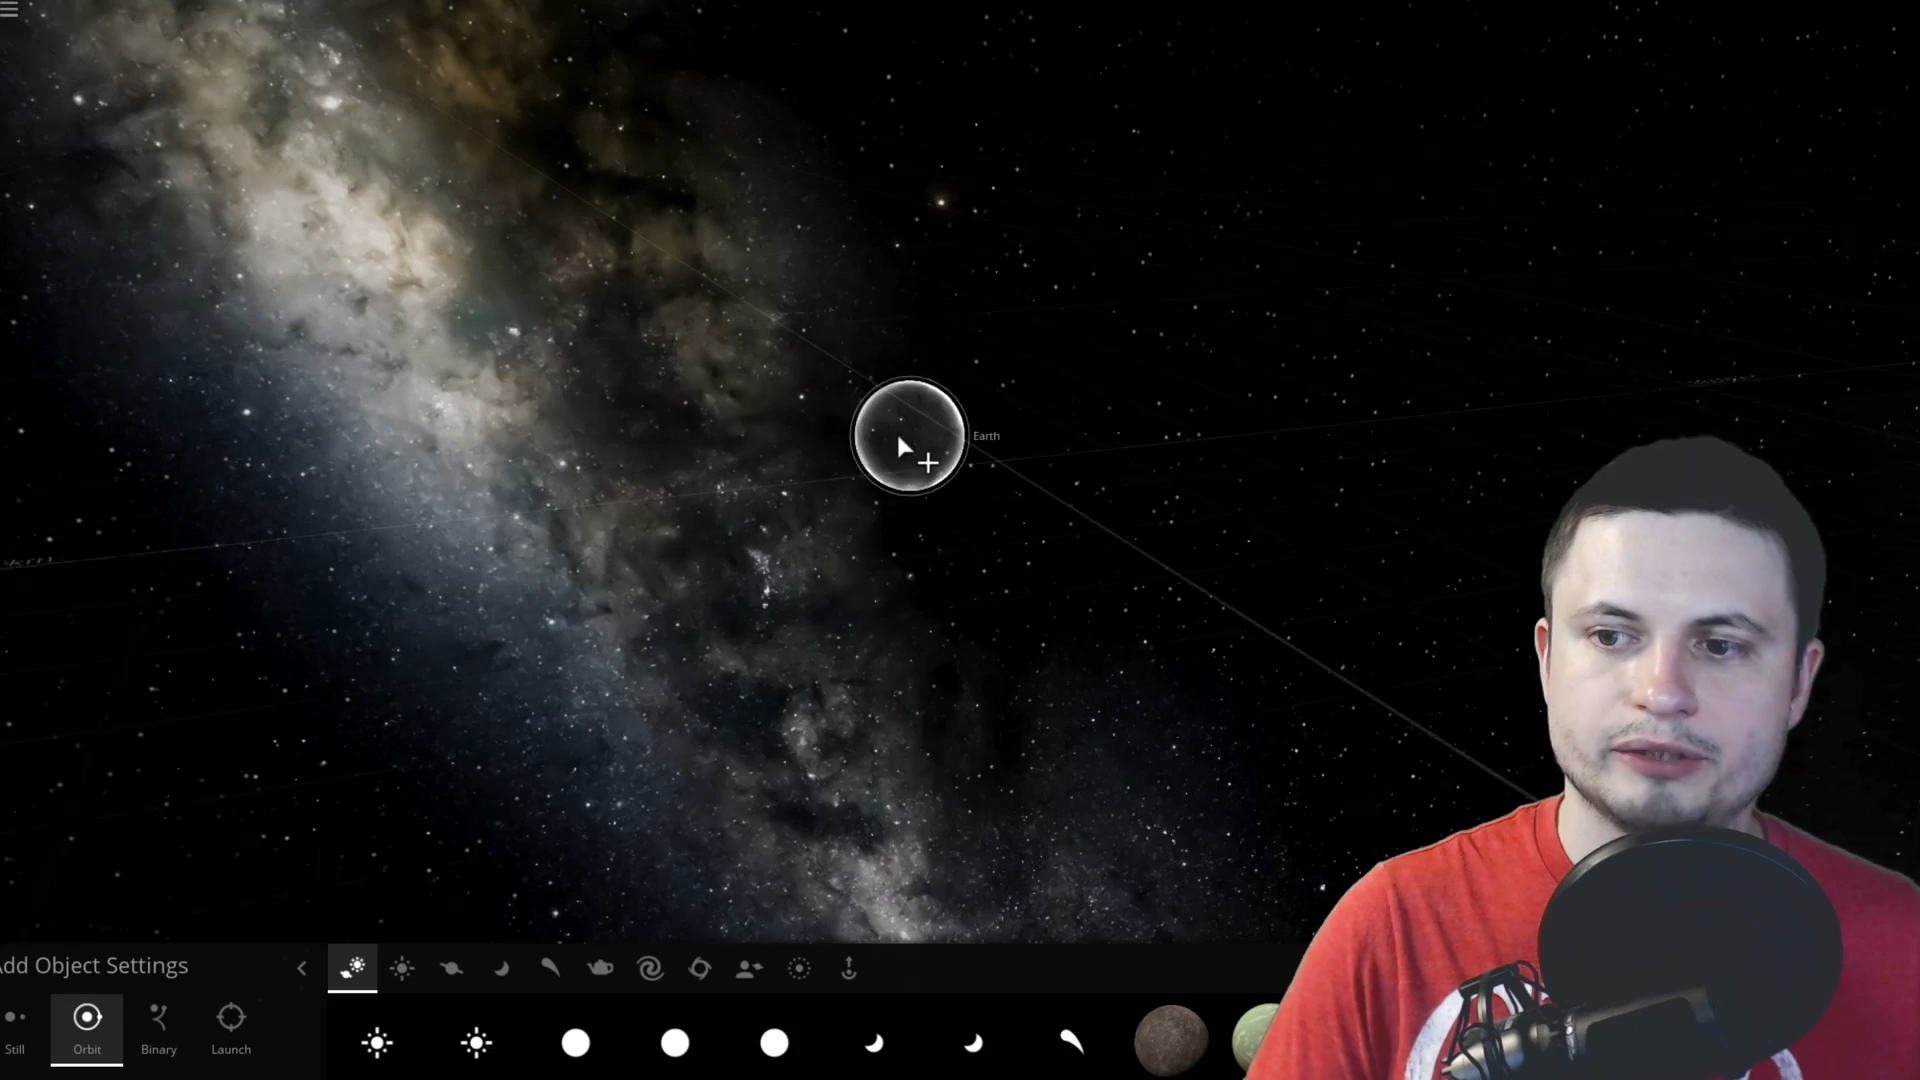 Earth
dd Object Settings
Still
Orbit
Binary
Launch